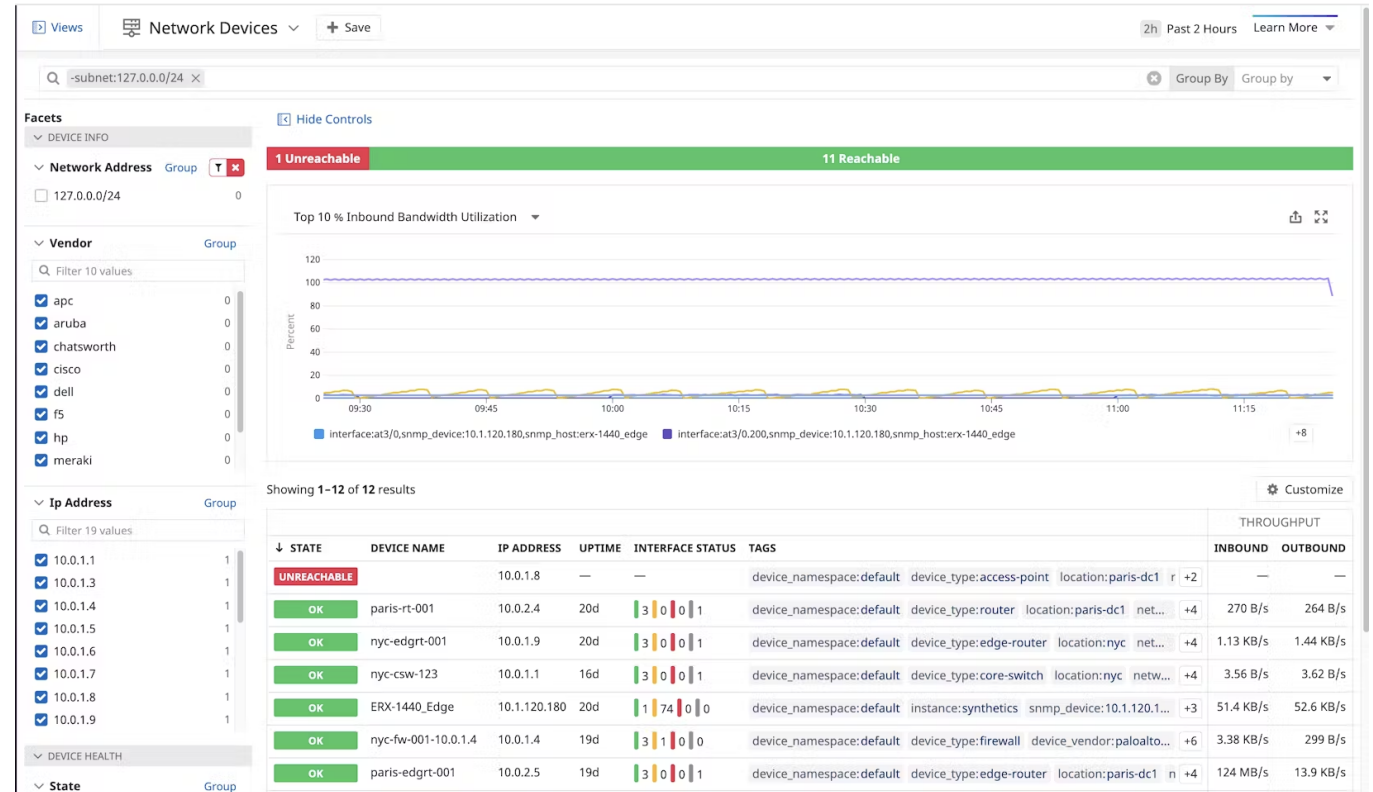 Views
Network Devices
+ Save
2h Past 2 Hours
Learn More
-subnet:127.0.0.0/24
Group By
Group by
Facets
DEVICE INFO
Network Address Group
127.0.0.0/24 0
Vendor Group
Filter 10 values
apc 0
aruba 0
chatsworth 0
cisco 0
dell 0
f5 0
hp 0
meraki 0
Ip Address Group
Filter 19 values
10.0.1.1 1
10.0.1.3 1
10.0.1.4 1
10.0.1.5 1
10.0.1.6 1
10.0.1.7 1
10.0.1.8 1
10.0.1.9 1
DEVICE HEALTH
State Group
Hide Controls
1 Unreachable
11 Reachable
Top 10 % Inbound Bandwidth Utilization
Percent
120
100
80
60
40
20
0
09:30 09:45 10:00 10:15 10:30 10:45 11:00 11:15
interface:at3/0,snmp_device:10.1.120.180,snmp_host:erx-1440_edge interface:at3/0.200,snmp_device:10.1.120.180,snmp_host:erx-1440_edge +8
Showing 1–12 of 12 results
Customize
THROUGHPUT
STATE DEVICE NAME IP ADDRESS UPTIME INTERFACE STATUS TAGS INBOUND OUTBOUND
UNREACHABLE 10.0.1.8 — — device_namespace:default device_type:access-point location:paris-dc1 r +2 — —
OK paris-rt-001 10.0.2.4 20d 3 0 0 1 device_namespace:default device_type:router location:paris-dc1 net... +4 270 B/s 264 B/s
OK nyc-edgrt-001 10.0.1.9 20d 3 0 0 1 device_namespace:default device_type:edge-router location:nyc net... +4 1.13 KB/s 1.44 KB/s
OK nyc-csw-123 10.0.1.1 16d 3 0 0 1 device_namespace:default device_type:core-switch location:nyc netw... +4 3.56 B/s 3.62 B/s
OK ERX-1440_Edge 10.1.120.180 20d 1 74 0 0 device_namespace:default instance:synthetics snmp_device:10.1.120.1... +3 51.4 KB/s 52.6 KB/s
OK nyc-fw-001-10.0.1.4 10.0.1.4 19d 3 1 0 0 device_namespace:default device_type:firewall device_vendor:paloalto... +6 3.38 KB/s 299 B/s
OK paris-edgrt-001 10.0.2.5 19d 3 0 0 1 device_namespace:default device_type:edge-router location:paris-dc1 n +4 124 MB/s 13.9 KB/s